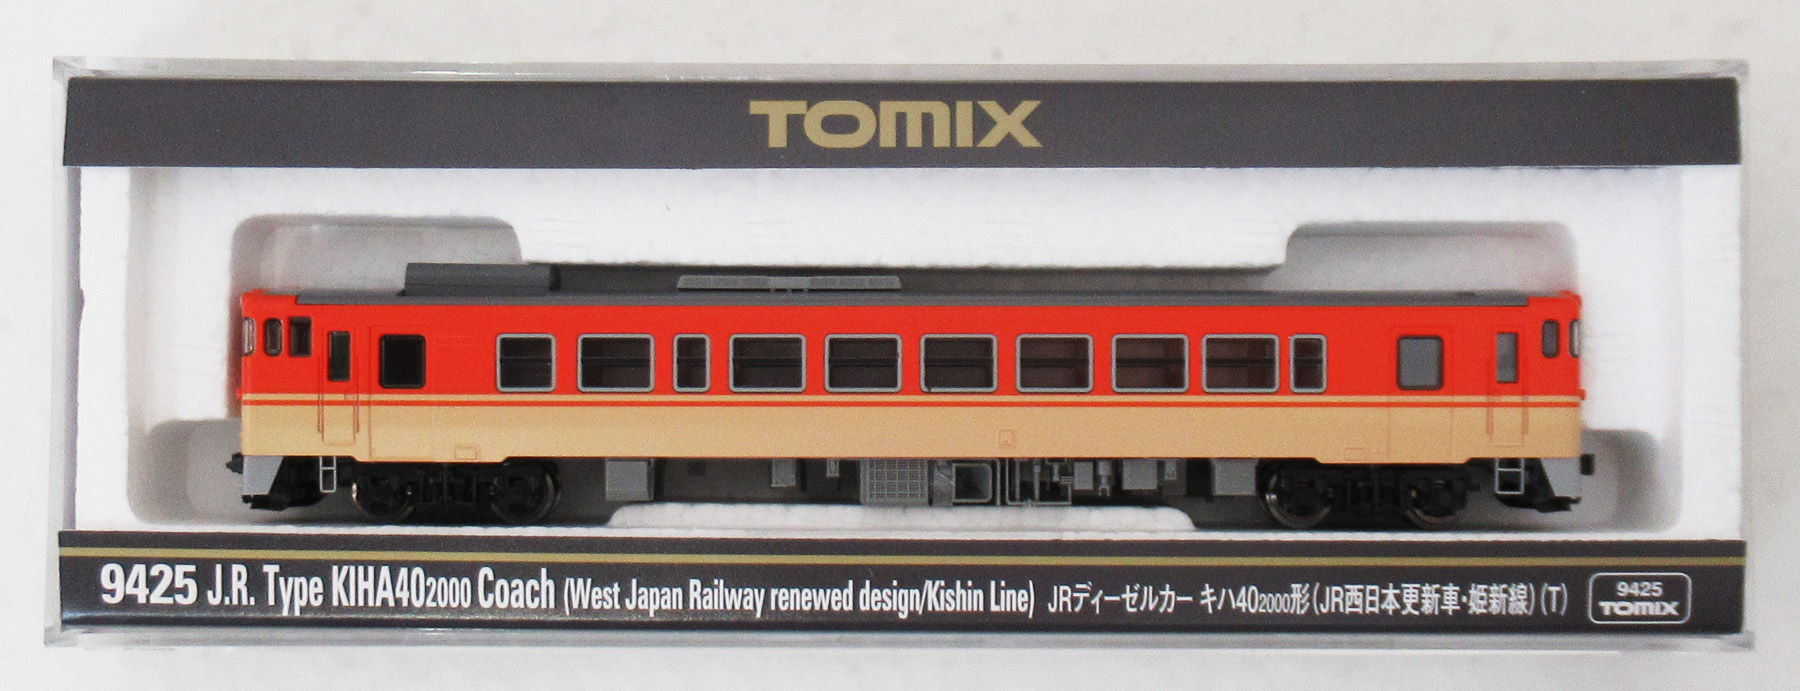 TOMIX
9425 J.R. Type KIHA402000 Coach (West Japan Railway renewed design/Kishin Line) JRディーゼルカー キハ402000形(JR西日本更新車・姫新線)(T)
9425
TOMIX